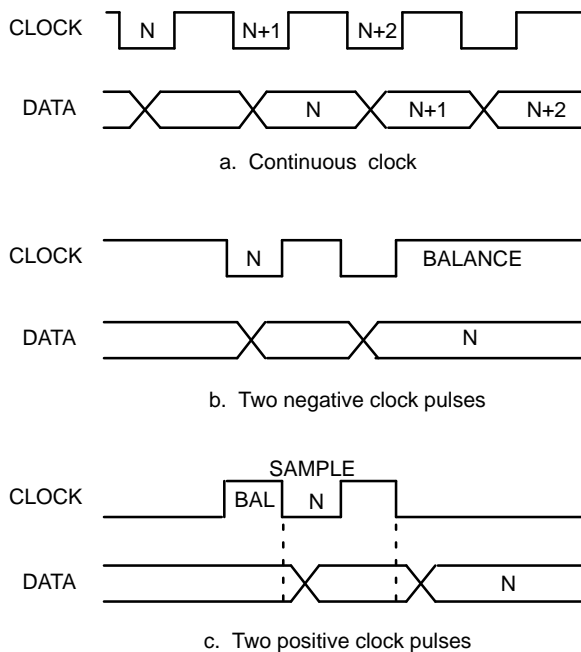 CLOCK N N+1 N+2
DATA N N+1 N+2
a. Continuous clock
CLOCK N BALANCE
DATA N
b. Two negative clock pulses
SAMPLE
CLOCK BAL N
DATA N
c. Two positive clock pulses